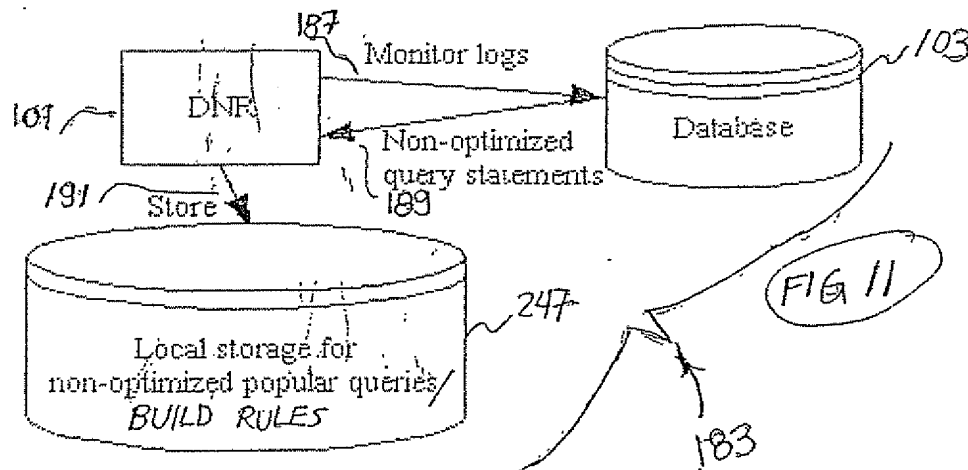 187
Monitor logs
103
DNF
109
Database
Non-optimized
query statements
189
191
Store
FIG 11
247
Local storage for
non-optimized popular queries/
BUILD RULES
183